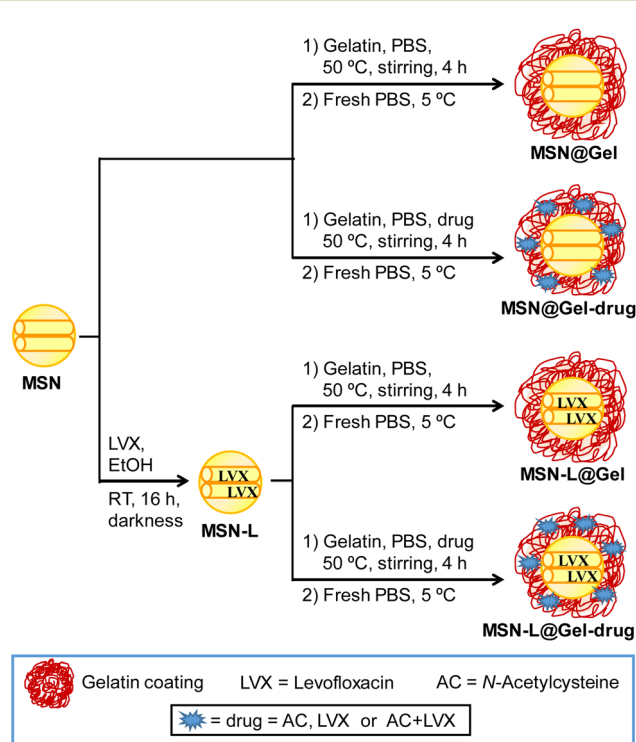 1) Gelatin, PBS,
50 ºC, stirring, 4 h
2) Fresh PBS, 5 ºC
MSN@Gel
1) Gelatin, PBS, drug
50 ºC, stirring, 4 h
2) Fresh PBS, 5 ºC
MSN@Gel-drug
MSN
1) Gelatin, PBS,
50 ºC, stirring, 4 h
2) Fresh PBS, 5 ºC
LVX
LVX
MSN-L@Gel
LVX,
EtOH
RT, 16 h,
darkness
LVX
LVX
MSN-L
1) Gelatin, PBS, drug
50 ºC, stirring, 4 h
2) Fresh PBS, 5 ºC
LVX
LVX
MSN-L@Gel-drug
Gelatin coating LVX = Levofloxacin AC = N-Acetylcysteine
= drug = AC, LVX or AC+LVX